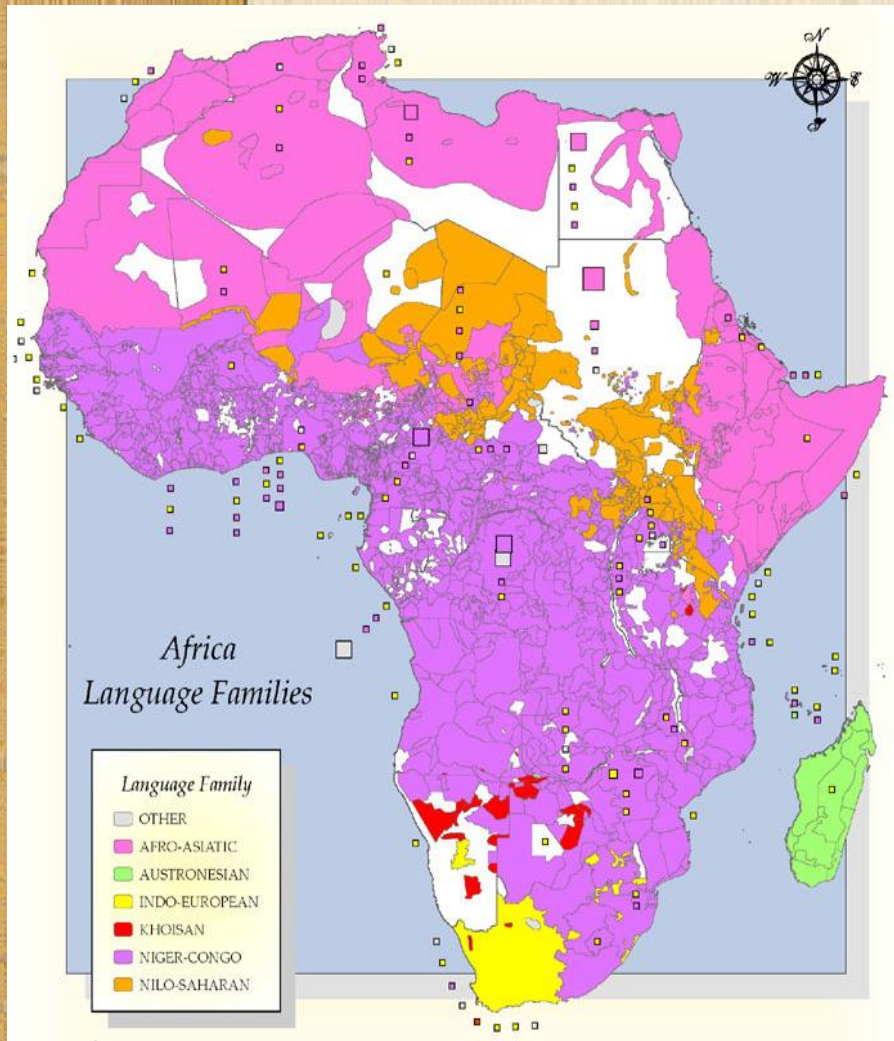 N
W
E
S
Africa
Language Families
Language Family
OTHER
AFRO-ASIATIC
AUSTRONESIAN
INDO-EUROPEAN
KHOISAN
NIGER-CONGO
NILO-SAHARAN